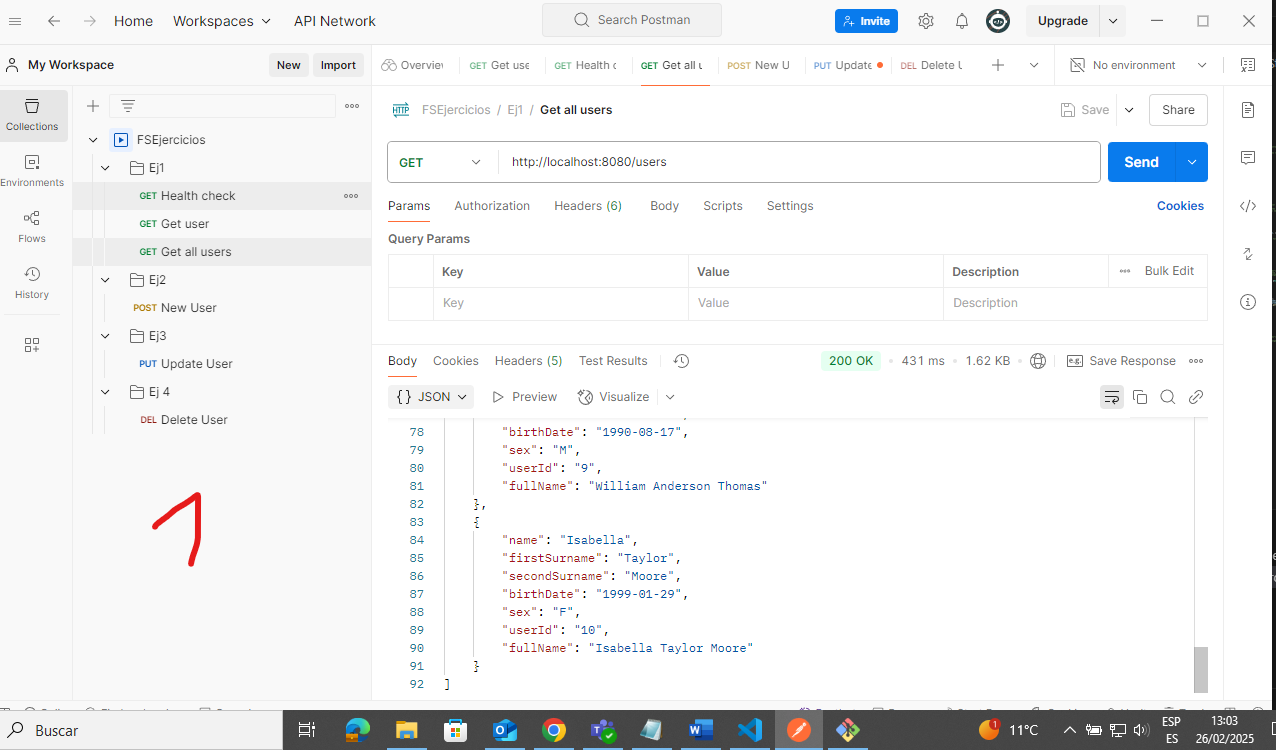 Home Workspaces API Network Search Postman Invite Upgrade
My Workspace New Import Overviev GET Get use GET Health c GET Get all u POST New U PUT Update DEL Delete U No environment
Collections
Environments
Flows
History
FSEjercicios
Ej1
GET Health check
GET Get user
GET Get all users
Ej2
POST New User
Ej3
PUT Update User
Ej 4
DEL Delete User
1
HTTP FSEjercicios / Ej1 / Get all users Save Share
GET http://localhost:8080/users Send
Params Authorization Headers (6) Body Scripts Settings Cookies
Query Params
Key Value Description Bulk Edit
Key Value Description
Body Cookies Headers (5) Test Results 200 OK 431 ms 1.62 KB e.g. Save Response
{} JSON Preview Visualize
78 "birthDate": "1990-08-17",
79 "sex": "M",
80 "userId": "9",
81 "fullName": "William Anderson Thomas"
82 },
83 {
84 "name": "Isabella",
85 "firstSurname": "Taylor",
86 "secondSurname": "Moore",
87 "birthDate": "1999-01-29",
88 "sex": "F",
89 "userId": "10",
90 "fullName": "Isabella Taylor Moore"
91 }
92 ]
Buscar 1 11°C ESP ES 13:03 26/02/2025